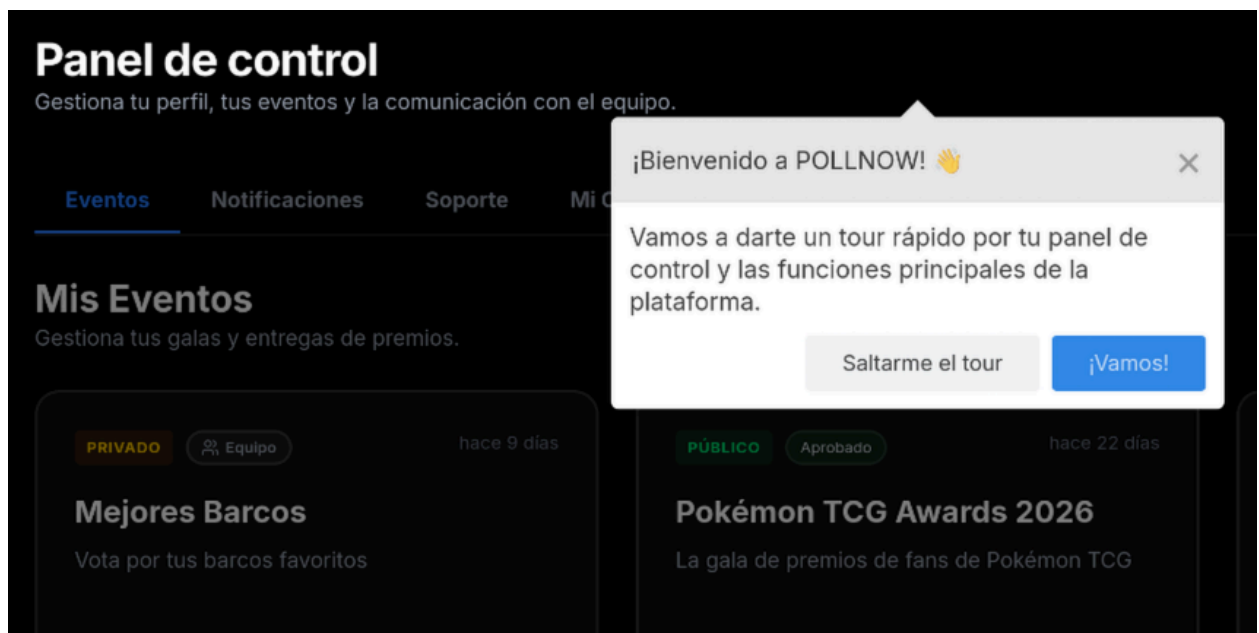 Panel de control
Gestiona tu perfil, tus eventos y la comunicación con el equipo.
¡Bienvenido a POLLNOW! 👋
Vamos a darte un tour rápido por tu panel de
control y las funciones principales de la
plataforma.
Saltarme el tour
¡Vamos!
Eventos
Notificaciones
Soporte
Mi
Mis Eventos
Gestiona tus galas y entregas de premios.
PRIVADO
Equipo
hace 9 días
Mejores Barcos
Vota por tus barcos favoritos
PÚBLICO
Aprobado
hace 22 días
Pokémon TCG Awards 2026
La gala de premios de fans de Pokémon TCG